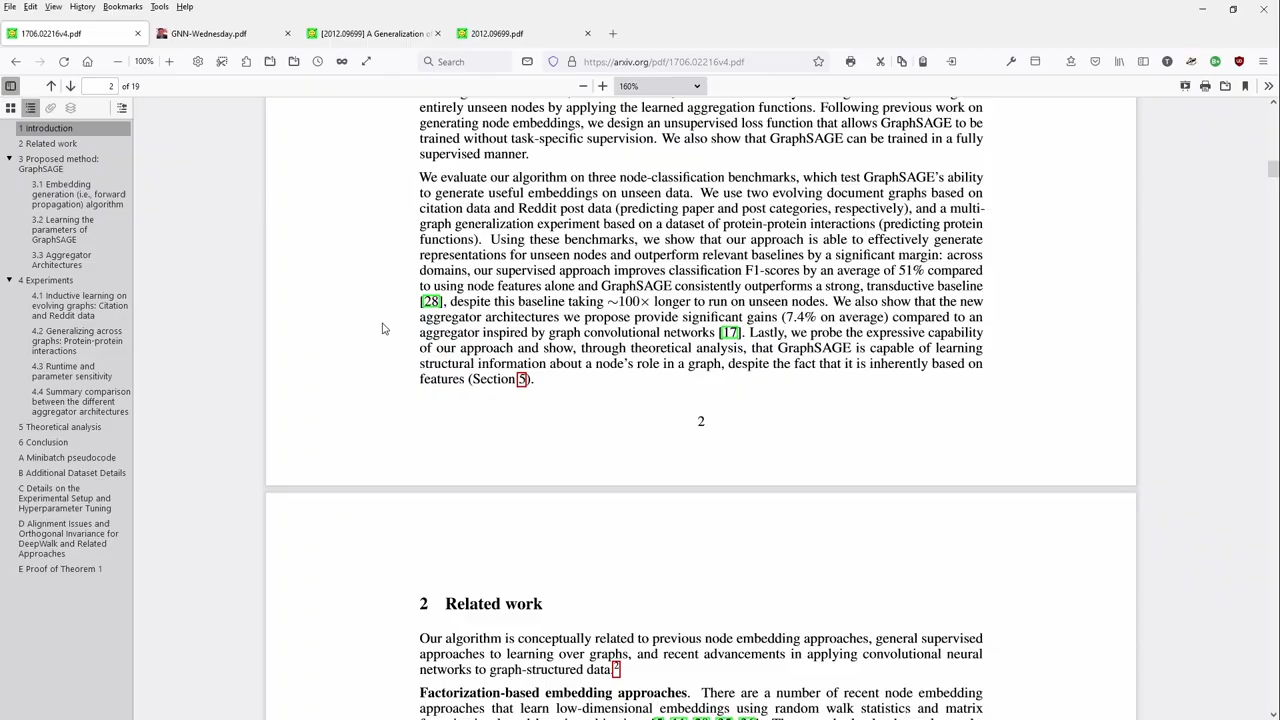 File Edit View History Bookmarks Tools Help
1706.02216v4.pdf
GNN-Wednesday.pdf
[2012.09699] A Generalization o
2012.09699.pdf
100%
Search
https://arxiv.org/pdf/1706.02216v4.pdf
2 of 19
160%
1 Introduction
2 Related work
3 Proposed method:
GraphSAGE
3.1 Embedding
generation (i.e., forward
propagation) algorithm
3.2 Learning the
parameters of
GraphSAGE
3.3 Aggregator
Architectures
4 Experiments
4.1 Inductive learning on
evolving graphs: Citation
and Reddit data
4.2 Generalizing across
graphs: Protein-protein
interactions
4.3 Runtime and
parameter sensitivity
4.4 Summary comparison
between the different
aggregator architectures
5 Theoretical analysis
6 Conclusion
A Minibatch pseudocode
B Additional Dataset Details
C Details on the
Experimental Setup and
Hyperparameter Tuning
D Alignment Issues and
Orthogonal Invariance for
DeepWalk and Related
Approaches
E Proof of Theorem 1
entirely unseen nodes by applying the learned aggregation functions. Following previous work on
generating node embeddings, we design an unsupervised loss function that allows GraphSAGE to be
trained without task-specific supervision. We also show that GraphSAGE can be trained in a fully
supervised manner.
We evaluate our algorithm on three node-classification benchmarks, which test GraphSAGE's ability
to generate useful embeddings on unseen data. We use two evolving document graphs based on
citation data and Reddit post data (predicting paper and post categories, respectively), and a multi-
graph generalization experiment based on a dataset of protein-protein interactions (predicting protein
functions). Using these benchmarks, we show that our approach is able to effectively generate
representations for unseen nodes and outperform relevant baselines by a significant margin: across
domains, our supervised approach improves classification F1-scores by an average of 51% compared
to using node features alone and GraphSAGE consistently outperforms a strong, transductive baseline
[28], despite this baseline taking ∼100× longer to run on unseen nodes. We also show that the new
aggregator architectures we propose provide significant gains (7.4% on average) compared to an
aggregator inspired by graph convolutional networks [17]. Lastly, we probe the expressive capability
of our approach and show, through theoretical analysis, that GraphSAGE is capable of learning
structural information about a node's role in a graph, despite the fact that it is inherently based on
features (Section 5).
2
2 Related work
Our algorithm is conceptually related to previous node embedding approaches, general supervised
approaches to learning over graphs, and recent advancements in applying convolutional neural
networks to graph-structured data.2
Factorization-based embedding approaches. There are a number of recent node embedding
approaches that learn low-dimensional embeddings using random walk statistics and matrix